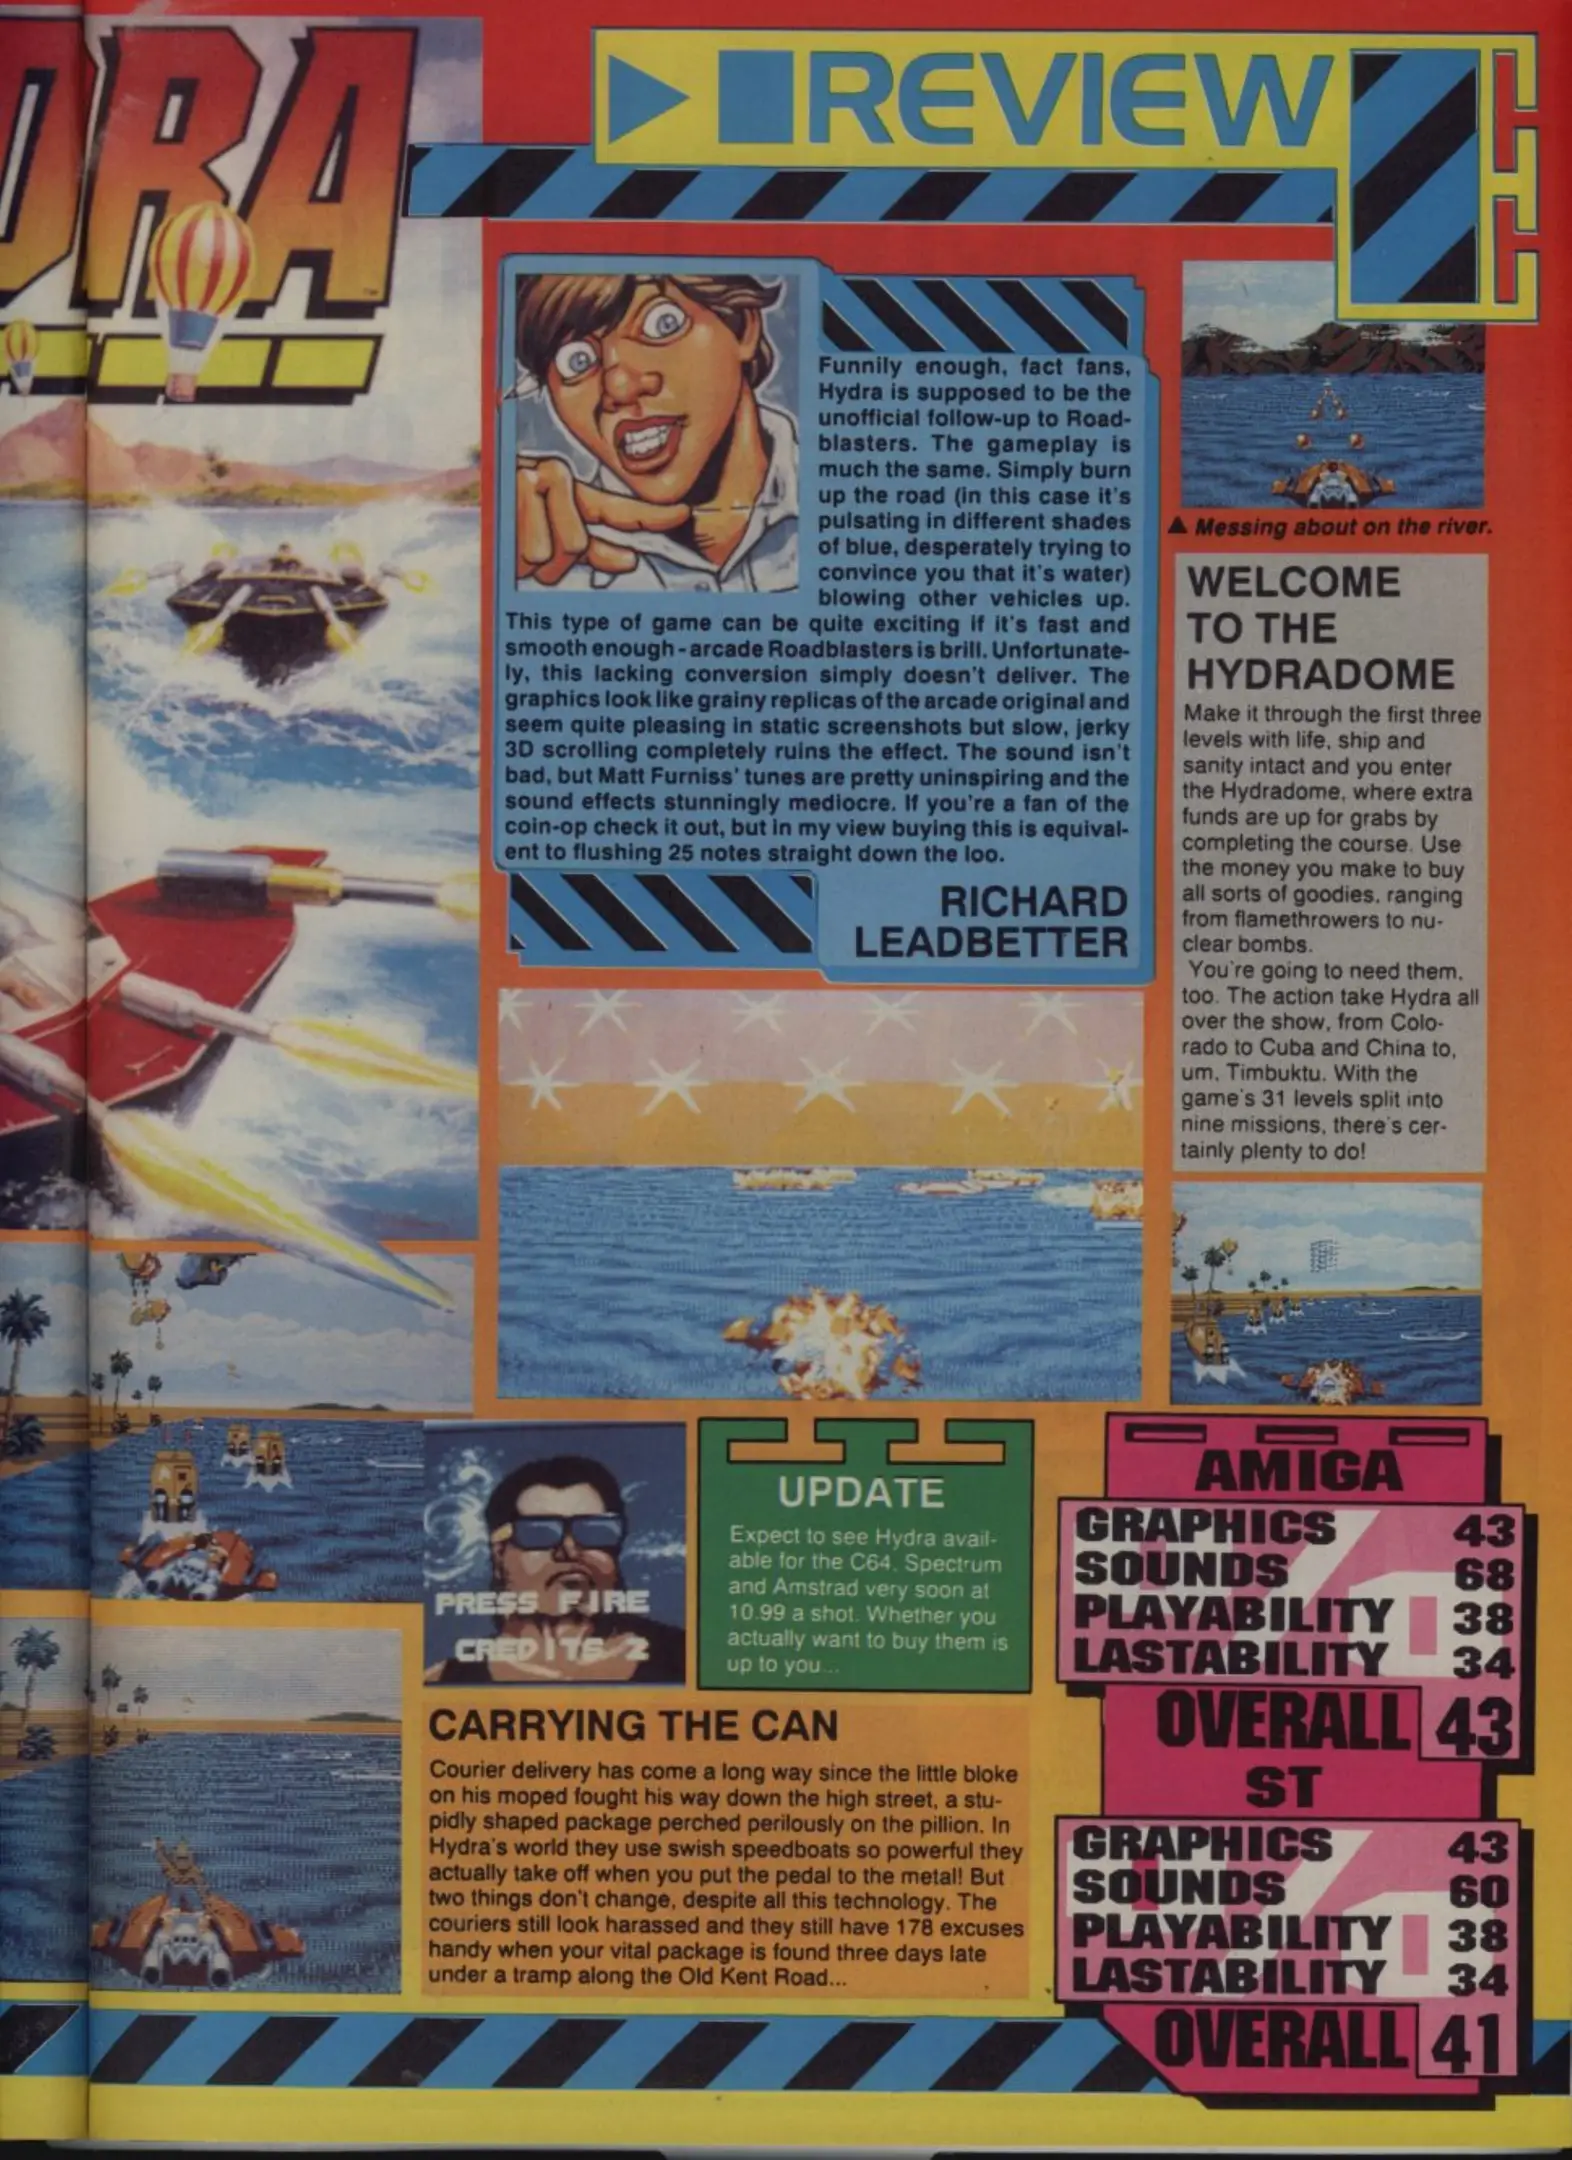 DRA
TM
REVIEW
Funnily enough, fact fans,
Hydra is supposed to be the
unofficial follow-up to Road-
blasters. The gameplay is
much the same. Simply burn
up the road (in this case it's
pulsating in different shades
of blue, desperately trying to
convince you that it's water)
blowing other vehicles up.
This type of game can be quite exciting if it's fast and
smooth enough - arcade Roadblasters is brill. Unfortunate-
ly, this lacking conversion simply doesn't deliver. The
graphics look like grainy replicas of the arcade original and
seem quite pleasing in static screenshots but slow, jerky
3D scrolling completely ruins the effect. The sound isn't
bad, but Matt Furniss' tunes are pretty uninspiring and the
sound effects stunningly mediocre. If you're a fan of the
coin-op check it out, but in my view buying this is equival-
ent to flushing 25 notes straight down the loo.
RICHARD
LEADBETTER
▲ Messing about on the river.
WELCOME
TO THE
HYDRADOME
Make it through the first three
levels with life, ship and
sanity intact and you enter
the Hydradome, where extra
funds are up for grabs by
completing the course. Use
the money you make to buy
all sorts of goodies, ranging
from flamethrowers to nu-
clear bombs.
You're going to need them,
too. The action take Hydra all
over the show, from Colo-
rado to Cuba and China to,
um, Timbuktu. With the
game's 31 levels split into
nine missions, there's cer-
tainly plenty to do!
PRESS FIRE
CREDITS 2
UPDATE
Expect to see Hydra avail-
able for the C64, Spectrum
and Amstrad very soon at
10.99 a shot. Whether you
actually want to buy them is
up to you...
CARRYING THE CAN
Courier delivery has come a long way since the little bloke
on his moped fought his way down the high street, a stu-
pidly shaped package perched perilously on the pillion. In
Hydra's world they use swish speedboats so powerful they
actually take off when you put the pedal to the metal! But
two things don't change, despite all this technology. The
couriers still look harassed and they still have 178 excuses
handy when your vital package is found three days late
under a tramp along the Old Kent Road...
AMIGA
GRAPHICS 43
SOUNDS 68
PLAYABILITY 38
LASTABILITY 34
OVERALL 43
ST
GRAPHICS 43
SOUNDS 60
PLAYABILITY 38
LASTABILITY 34
OVERALL 41